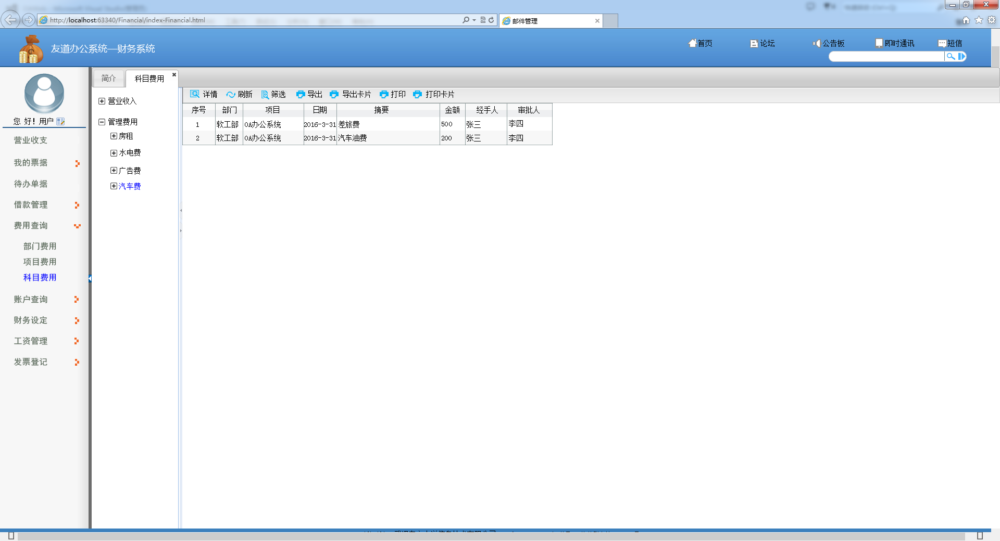 http://localhost:63340/Financial/index-Financial.html
邮件管理
友道办公系统—财务系统
首页
论坛
公告板
即时通讯
短信
您 好! 用户
营业收支
我的票据
待办单据
借款管理
费用查询
部门费用
项目费用
科目费用
账户查询
财务设定
工资管理
发票登记
简介
科目费用
营业收入
管理费用
房租
水电费
广告费
汽车费
详情 刷新 筛选 导出 导出卡片 打印 打印卡片
序号 部门 项目 日期 摘要 金额 经手人 审批人
1 软工部 OA办公系统 2016-3-31 差旅费 500 张三 李四
2 软工部 OA办公系统 2016-3-31 汽车油费 200 张三 李四